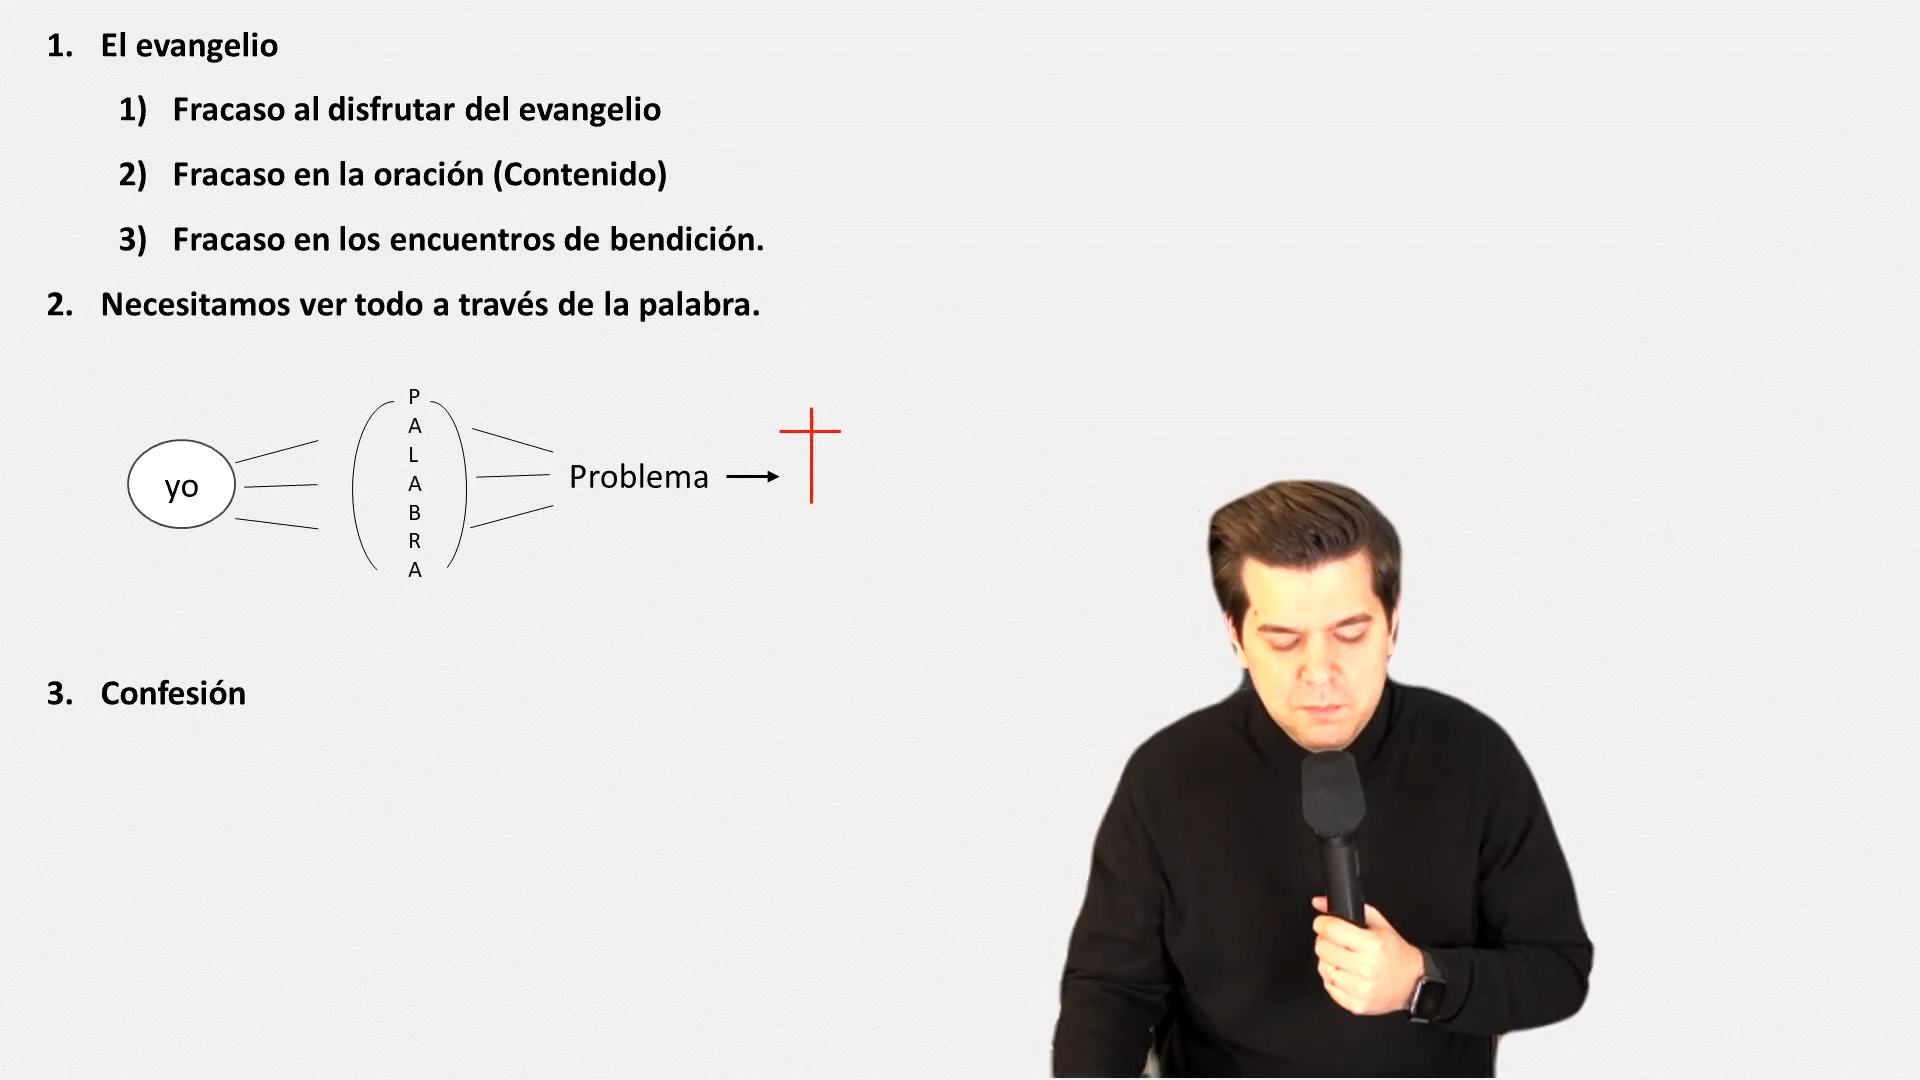 1. El evangelio
1) Fracaso al disfrutar del evangelio
2) Fracaso en la oración (Contenido)
3) Fracaso en los encuentros de bendición.
2. Necesitamos ver todo a través de la palabra.
yo
P
A
L
A
B
R
A
Problema
3. Confesión